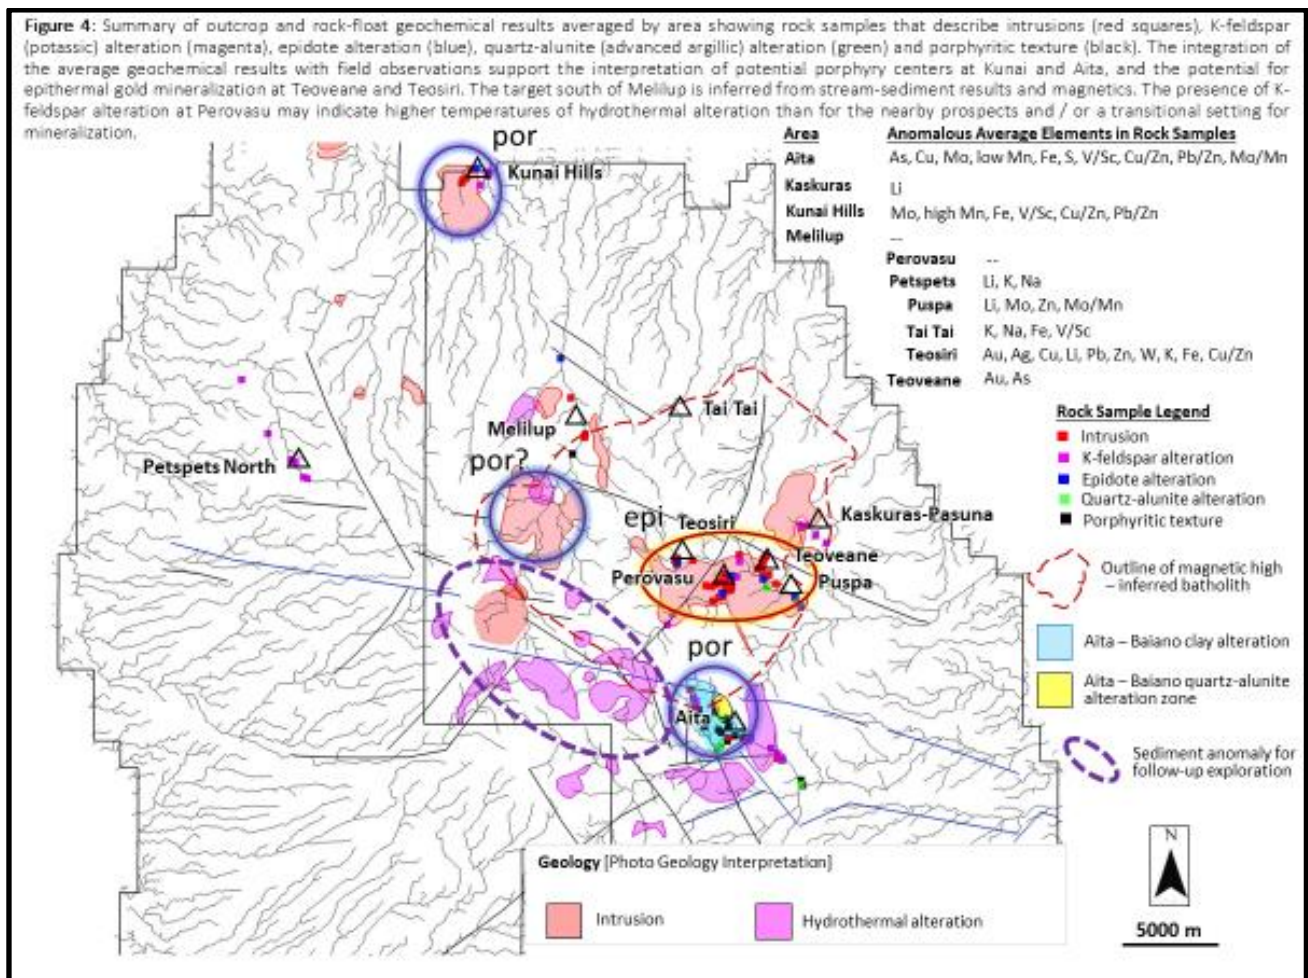 Figure 4: Summary of outcrop and rock-float geochemical results averaged by area showing rock samples that describe intrusions (red squares), K-feldspar
(potassic) alteration (magenta), epidote alteration (blue), quartz-alunite (advanced argillic) alteration (green) and porphyritic texture (black). The integration of
the average geochemical results with field observations support the interpretation of potential porphyry centers at Kunai and Aita, and the potential for
epithermal gold mineralization at Teoveane and Teosiri. The target south of Melilup is inferred from stream-sediment results and magnetics. The presence of K-
feldspar alteration at Perovasu may indicate higher temperatures of hydrothermal alteration than for the nearby prospects and / or a transitional setting for
mineralization.
Area Anomalous Average Elements in Rock Samples
Aita As, Cu, Mo, low Mn, Fe, S, V/Sc, Cu/Zn, Pb/Zn, Mo/Mn
Kaskuras Li
Kunai Hills Mo, high Mn, Fe, V/Sc, Cu/Zn, Pb/Zn
Melilup --
Perovasu --
Petspets Li, K, Na
Puspa Li, Mo, Zn, Mo/Mn
Tai Tai K, Na, Fe, V/Sc
Teosiri Au, Ag, Cu, Li, Pb, Zn, W, K, Fe, Cu/Zn
Teoveane Au, As
por
Kunai Hills
Tai Tai
Melilup
por?
Petspets North
Kaskuras-Pasuna
epi
Teosiri
Teoveane
Perovasu
Puspa
por
Aita
Rock Sample Legend
Intrusion
K-feldspar alteration
Epidote alteration
Quartz-alunite alteration
Porphyritic texture
Outline of magnetic high
– inferred batholith
Aita – Baiano clay alteration
Aita – Baiano quartz-alunite
alteration zone
Sediment anomaly for
follow-up exploration
Geology [Photo Geology Interpretation]
Intrusion
Hydrothermal alteration
N
5000 m